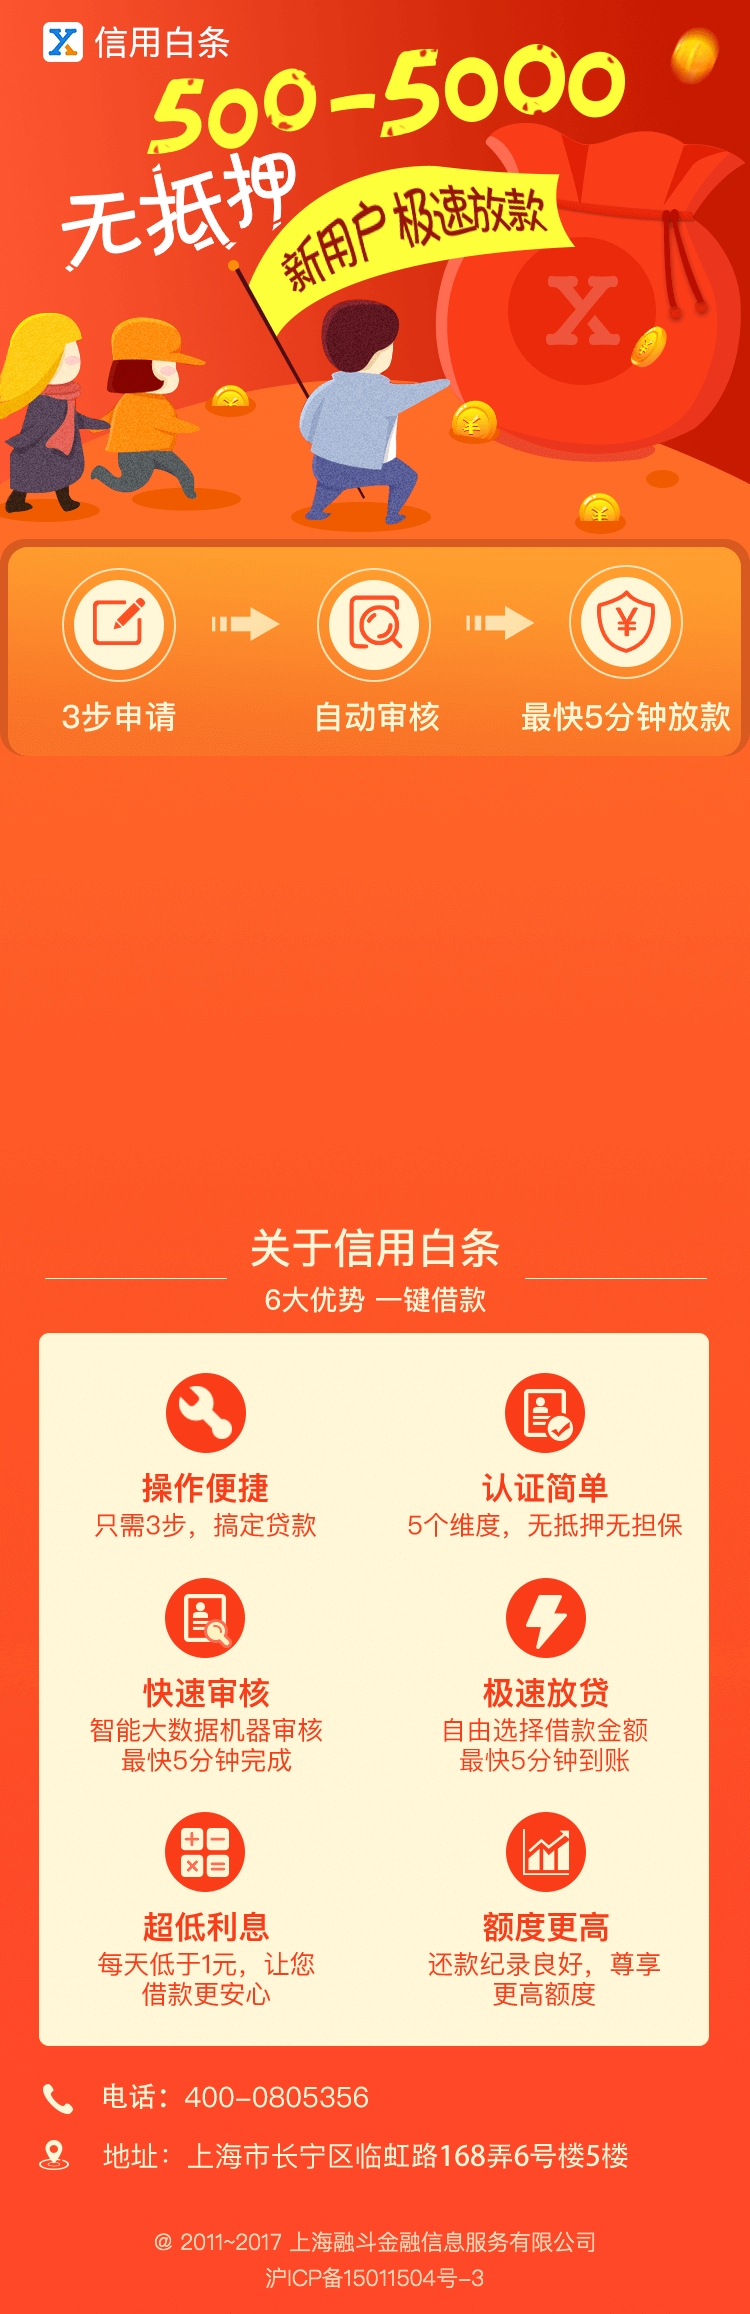 信用白条
500-5000
无抵押
新用户 极速放款
3步申请
自动审核
最快5分钟放款
关于信用白条
6大优势 一键借款
操作便捷
只需3步，搞定贷款
认证简单
5个维度，无抵押无担保
快速审核
智能大数据机器审核
最快5分钟完成
极速放贷
自由选择借款金额
最快5分钟到账
超低利息
每天低于1元，让您
借款更安心
额度更高
还款纪录良好，尊享
更高额度
电话：400-0805356
地址：上海市长宁区临虹路168弄6号楼5楼
@ 2011~2017 上海融斗金融信息服务有限公司
沪ICP备15011504号-3